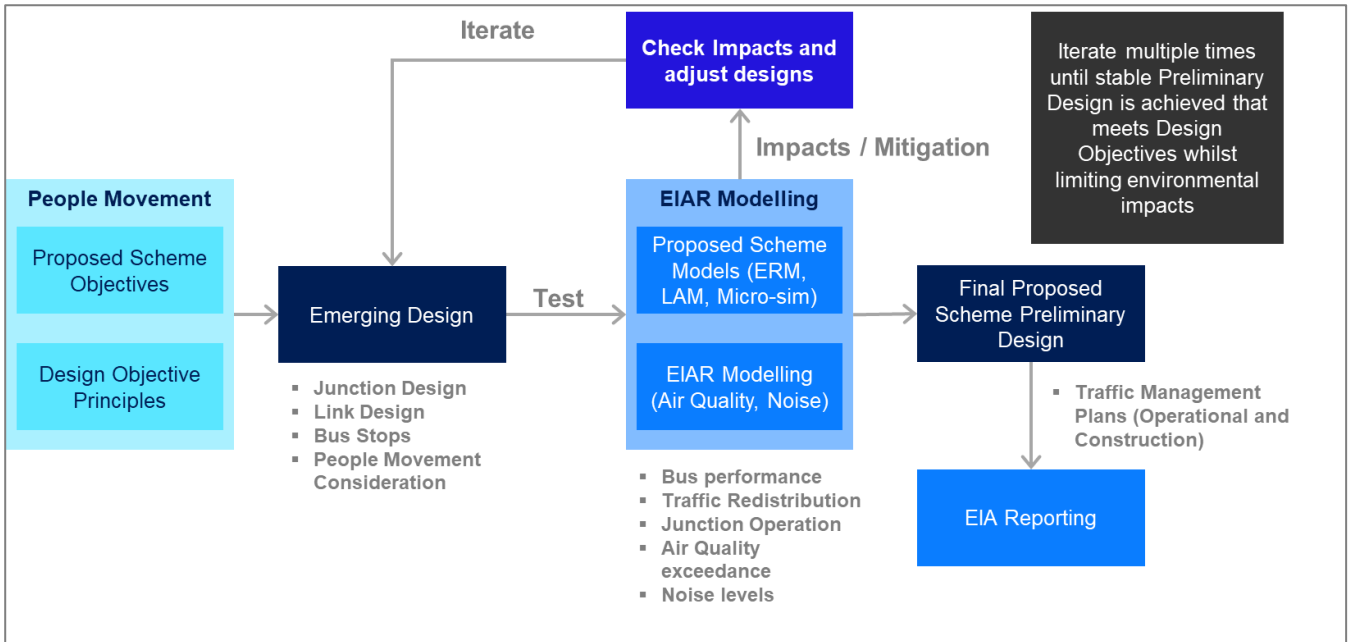 Iterate
Check Impacts and
adjust designs
Iterate multiple times
until stable Preliminary
Design is achieved that
meets Design
Objectives whilst
limiting environmental
impacts
Impacts / Mitigation
People Movement
Proposed Scheme
Objectives
Design Objective
Principles
Emerging Design
▪ Junction Design
▪ Link Design
▪ Bus Stops
▪ People Movement
Consideration
Test
EIAR Modelling
Proposed Scheme
Models (ERM,
LAM, Micro-sim)
EIAR Modelling
(Air Quality, Noise)
▪ Bus performance
▪ Traffic Redistribution
▪ Junction Operation
▪ Air Quality
exceedance
▪ Noise levels
Final Proposed
Scheme Preliminary
Design
▪ Traffic Management
Plans (Operational and
Construction)
EIA Reporting